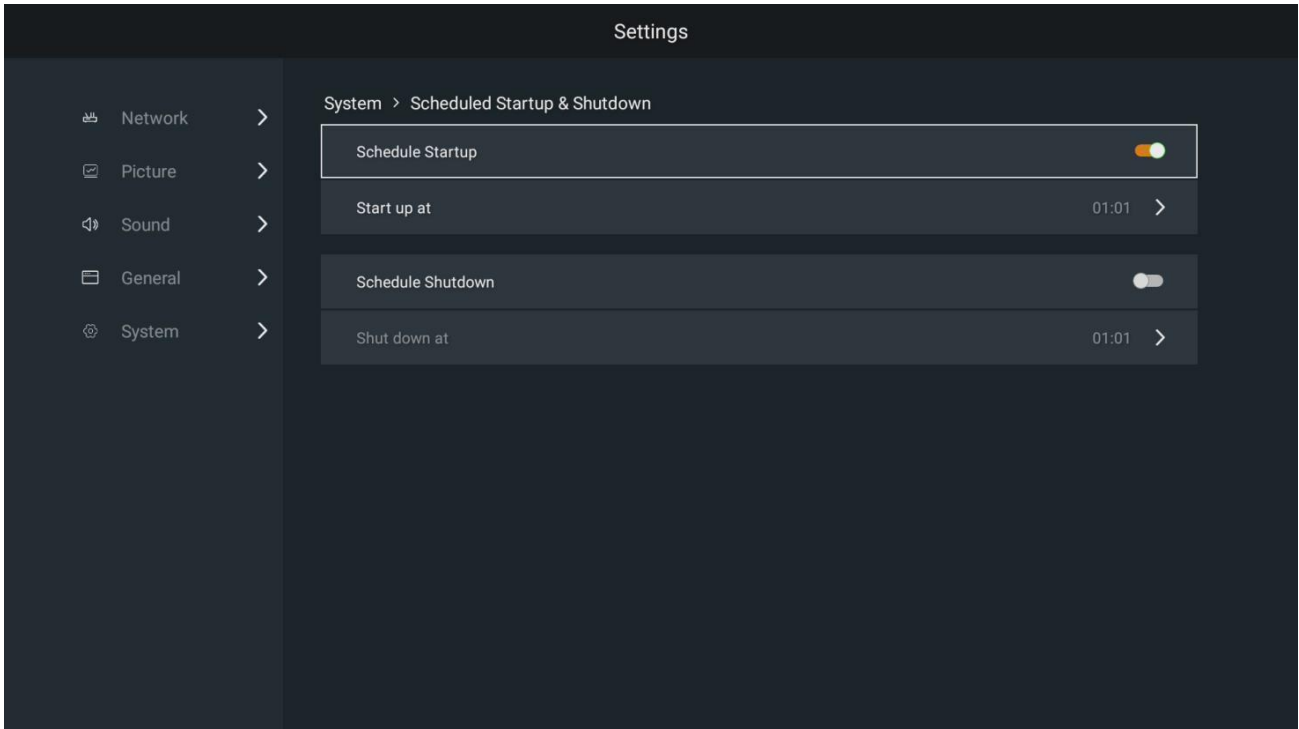 Settings
Network
Picture
Sound
General
System
System > Scheduled Startup & Shutdown
Schedule Startup
Start up at 01:01
Schedule Shutdown
Shut down at 01:01